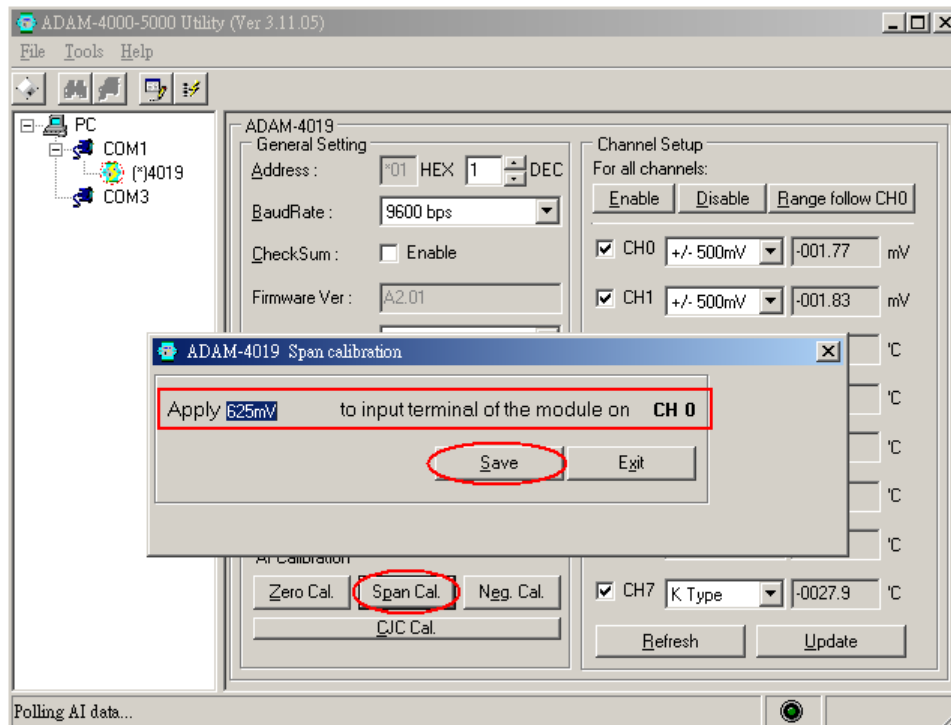 ADAM-4000-5000 Utility (Ver 3.11.05)
File Tools Help
PC
COM1
(*)4019
COM3
ADAM-4019
General Setting
Address : *01 HEX 1 DEC
BaudRate : 9600 bps
CheckSum : Enable
Firmware Ver : A2.01
Channel Setup
For all channels:
Enable Disable Range follow CH0
CH0 +/- 500mV -001.77 mV
CH1 +/- 500mV -001.83 mV
'C
'C
'C
'C
'C
ADAM-4019 Span calibration
Apply 625mV to input terminal of the module on CH 0
Save Exit
AI Calibration
Zero Cal. Span Cal. Neg. Cal.
CJC Cal.
CH7 K Type -0027.9 'C
Refresh Update
Polling AI data...